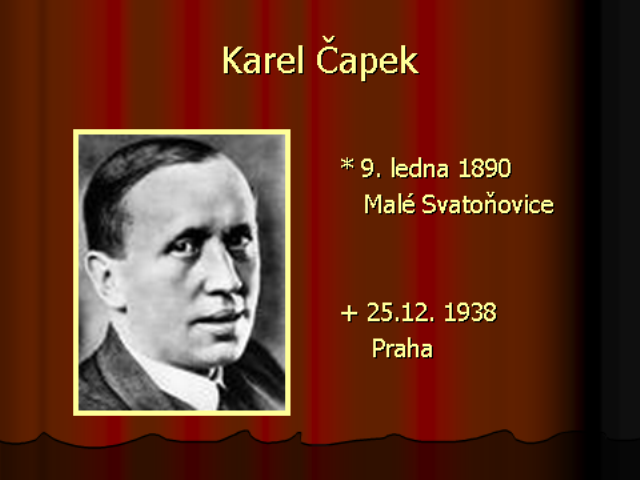 Karel Čapek
* 9. ledna 1890
Malé Svatoňovice
+ 25.12. 1938
Praha